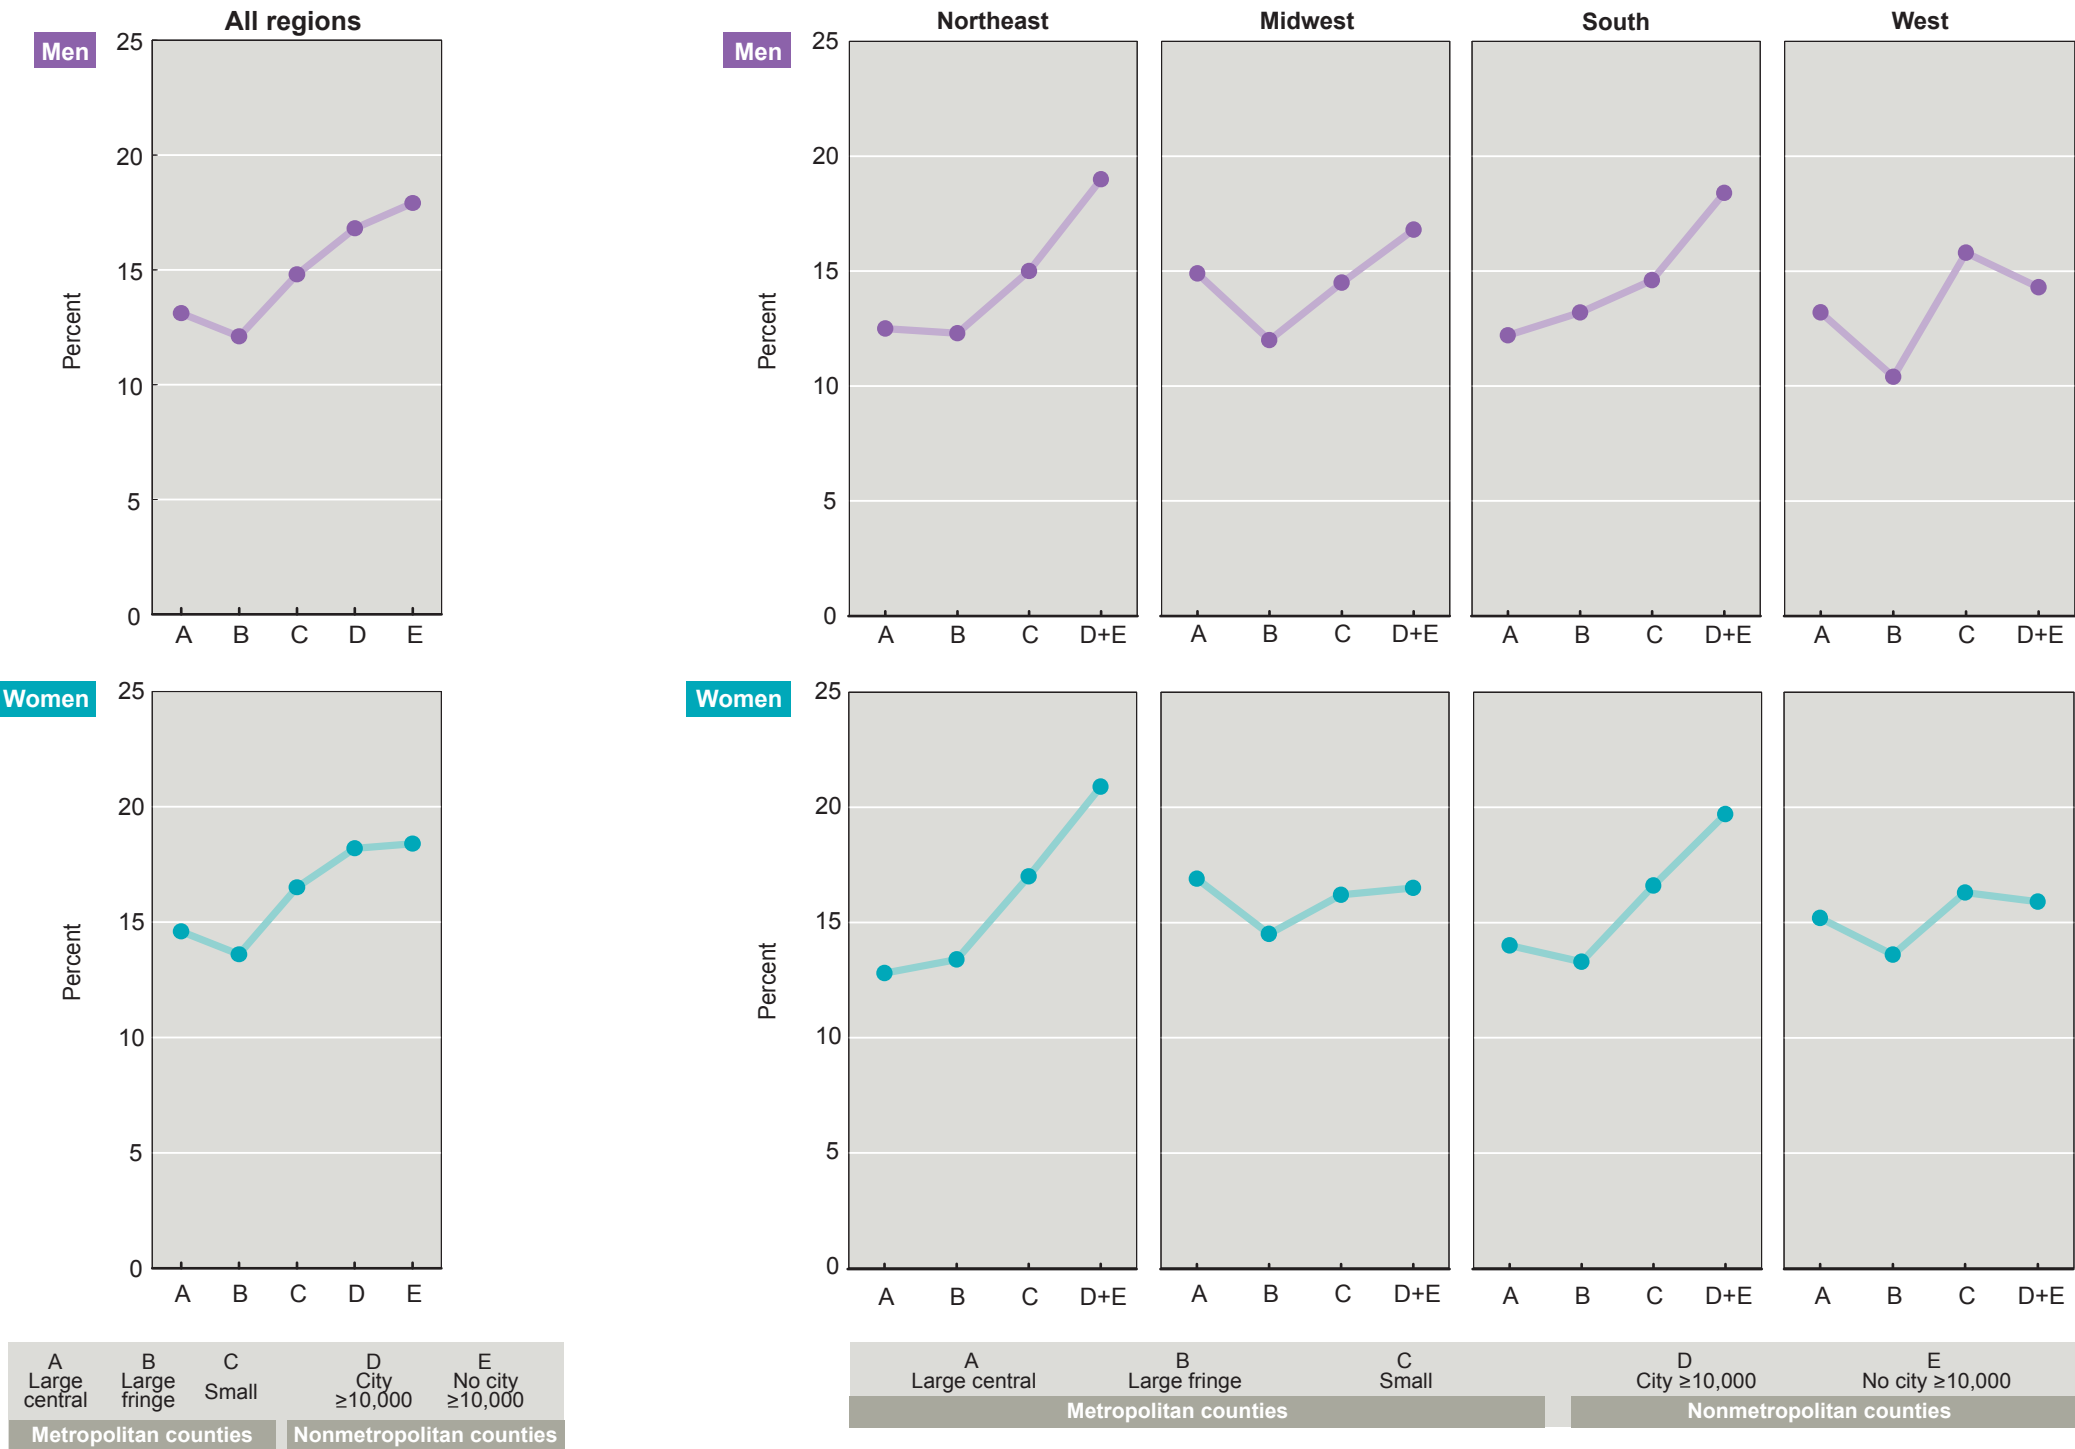 All regions
Men
25
20
15
10
5
0
Percent
A B C D E
Northeast Midwest South West
Men
25
20
15
10
5
0
Percent
A B C D+E A B C D+E A B C D+E A B C D+E
Women
25
20
15
10
5
0
Percent
A B C D E
Women
25
20
15
10
5
0
Percent
A B C D+E A B C D+E A B C D+E A B C D+E
A B C D E
Large Large Small City No city
central fringe ≥10,000 ≥10,000
Metropolitan counties Nonmetropolitan counties
A B C D E
Large central Large fringe Small City ≥10,000 No city ≥10,000
Metropolitan counties Nonmetropolitan counties